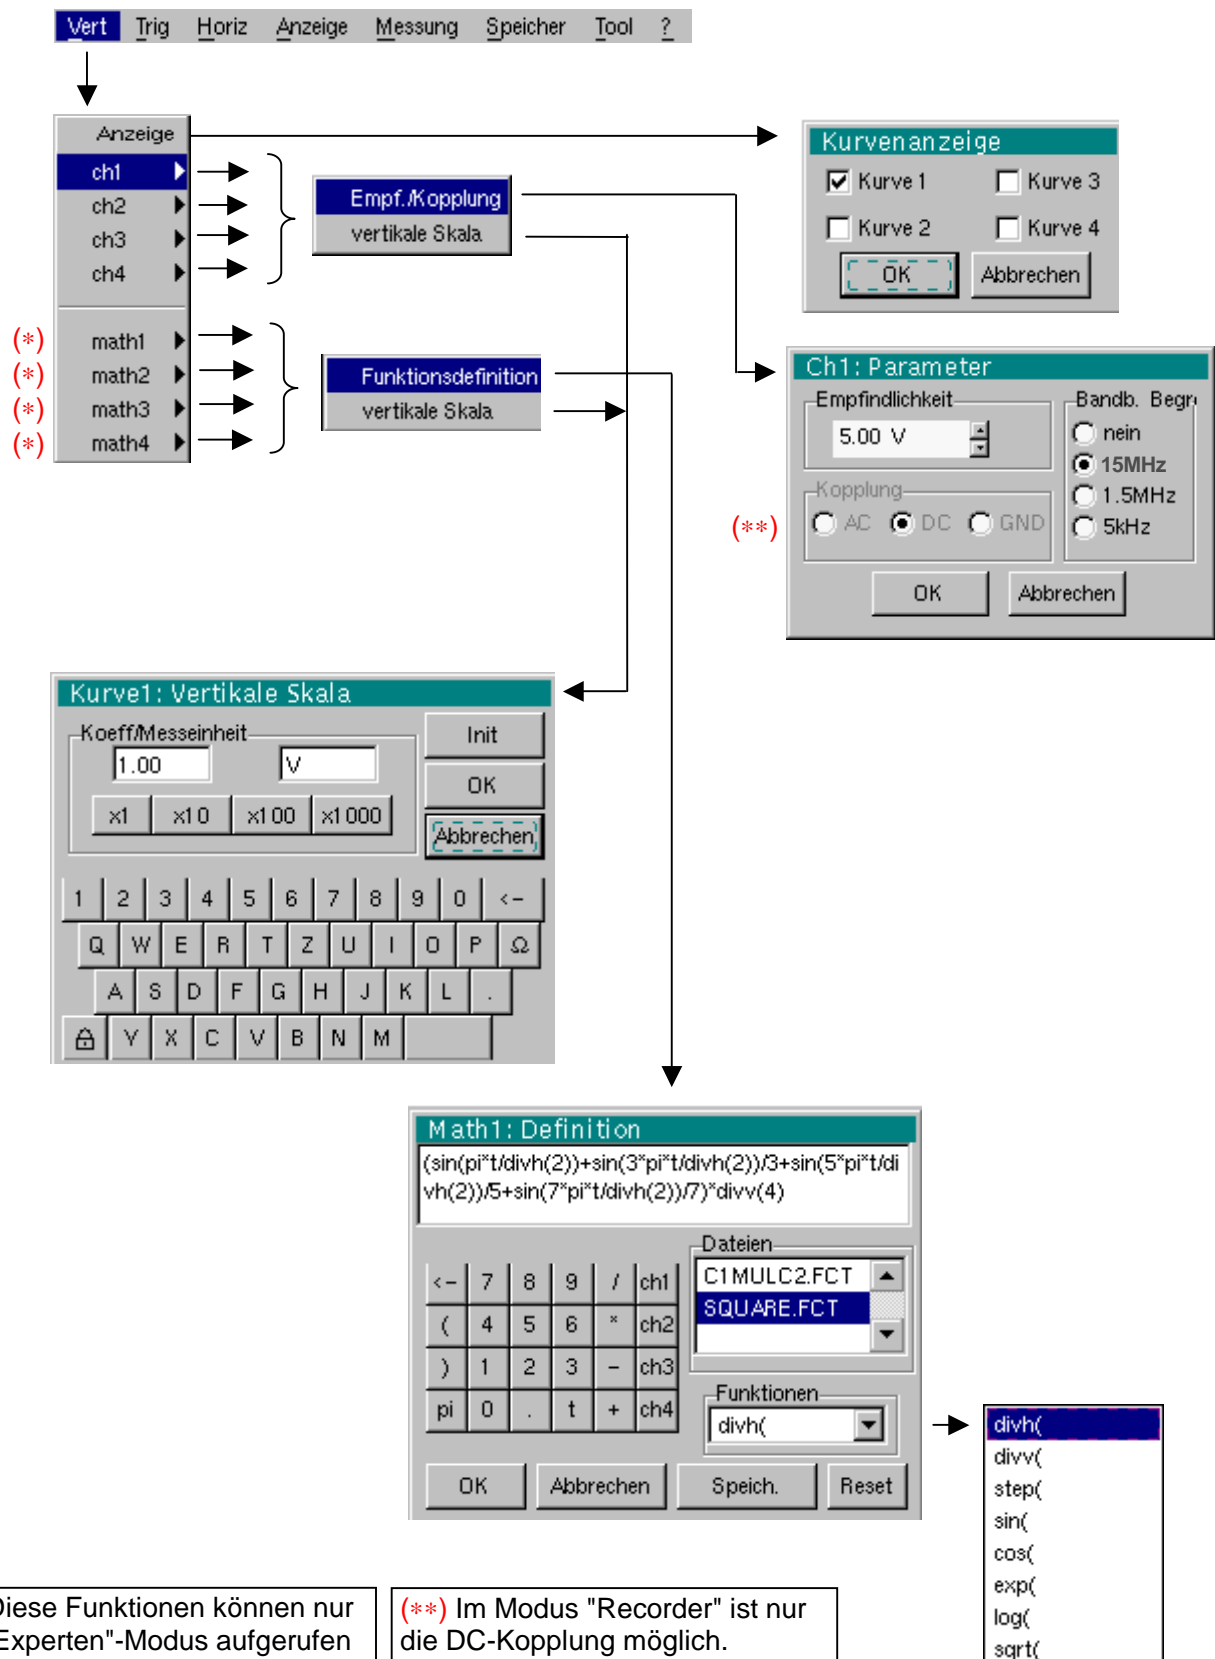 Vert Trig Horiz Anzeige Messung Speicher Tool ?
Anzeige
ch1
ch2
ch3
ch4
(*) math1
(*) math2
(*) math3
(*) math4
Empf./Kopplung
vertikale Skala
Funktionsdefinition
vertikale Skala
Kurvenanzeige
Kurve 1 Kurve 3
Kurve 2 Kurve 4
OK Abbrechen
Ch1: Parameter
Empfindlichkeit
5.00 V
Kopplung
(**) AC DC GND
Bandb. Begr
nein
15MHz
1.5MHz
5kHz
OK Abbrechen
Kurve1: Vertikale Skala
Koeff/Messeinheit
1.00 V
x1 x10 x100 x1000
Init
OK
Abbrechen
1 2 3 4 5 6 7 8 9 0 <-
Q W E R T Z U I O P Ω
A S D F G H J K L .
Y X C V B N M
Math1: Definition
(sin(pi*t/divh(2))+sin(3*pi*t/divh(2))/3+sin(5*pi*t/di
vh(2))/5+sin(7*pi*t/divh(2))/7)*divv(4)
<- 7 8 9 / ch1
( 4 5 6 * ch2
) 1 2 3 - ch3
pi 0 . t + ch4
Dateien
C1MULC2.FCT
SQUARE.FCT
Funktionen
divh(
OK Abbrechen Speich. Reset
divh(
divv(
step(
sin(
cos(
exp(
log(
sqrt(
Diese Funktionen können nur
Experten"-Modus aufgerufen
(**) Im Modus "Recorder" ist nur
die DC-Kopplung möglich.